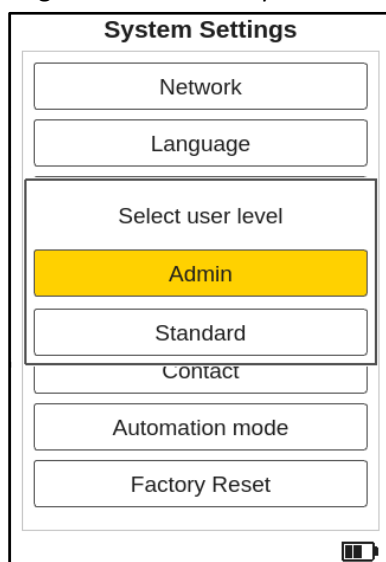 System Settings
Network
Language
Select user level
Admin
Standard
Contact
Automation mode
Factory Reset